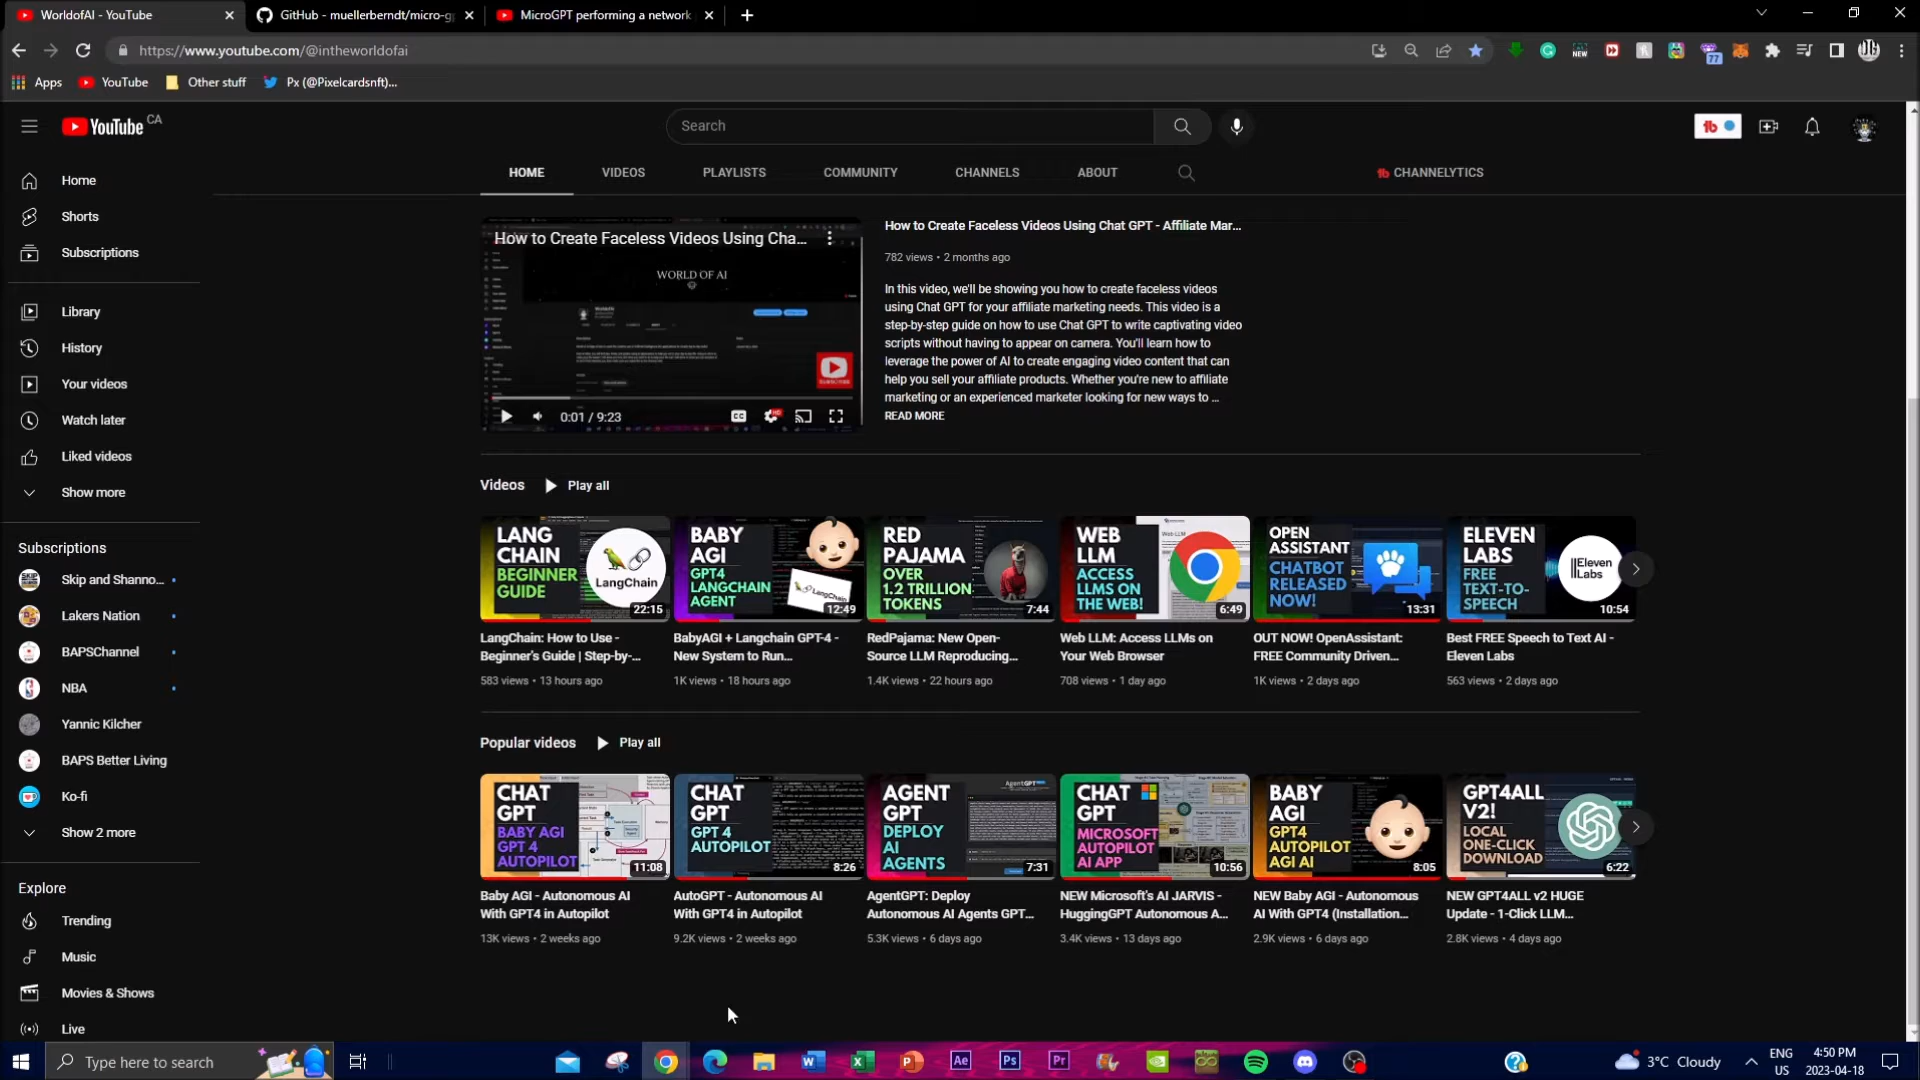 WorldofAI - YouTube
GitHub - muellerberndt/micro-g
MicroGPT performing a network
https://www.youtube.com/@intheworldofai
77
Apps
YouTube
Other stuff
Px (@Pixelcardsnft)...
YouTube CA
Search
tb
HOME
VIDEOS
PLAYLISTS
COMMUNITY
CHANNELS
ABOUT
tb CHANNELYTICS
Home
Shorts
Subscriptions
Library
History
Your videos
Watch later
Liked videos
Show more
Subscriptions
Skip and Shanno...
Lakers Nation
BAPSChannel
NBA
Yannic Kilcher
BAPS Better Living
Ko-fi
Show 2 more
Explore
Trending
Music
Movies & Shows
Live
How to Create Faceless Videos Using Cha...
WORLD OF AI
SUBSCRIBE
0:01 / 9:23
CC
HD
How to Create Faceless Videos Using Chat GPT - Affiliate Mar...
782 views • 2 months ago
In this video, we'll be showing you how to create faceless videos
using Chat GPT for your affiliate marketing needs. This video is a
step-by-step guide on how to use Chat GPT to write captivating video
scripts without having to appear on camera. You'll learn how to
leverage the power of AI to create engaging video content that can
help you sell your affiliate products. Whether you're new to affiliate
marketing or an experienced marketer looking for new ways to ...
READ MORE
Videos
Play all
LANG
CHAIN
BEGINNER
GUIDE
LangChain
22:15
LangChain: How to Use -
Beginner's Guide | Step-by-...
583 views • 13 hours ago
BABY
AGI
GPT4
LANGCHAIN
AGENT
LangChain
12:49
BabyAGI + Langchain GPT-4 -
New System to Run...
1K views • 18 hours ago
RED
PAJAMA
OVER
1.2 TRILLION
TOKENS
7:44
RedPajama: New Open-
Source LLM Reproducing...
1.4K views • 22 hours ago
WEB
LLM
ACCESS
LLMS ON
THE WEB!
Web LLM
6:49
Web LLM: Access LLMs on
Your Web Browser
708 views • 1 day ago
OPEN
ASSISTANT
CHATBOT
RELEASED
NOW!
13:31
OUT NOW! OpenAssistant:
FREE Community Driven...
1K views • 2 days ago
ELEVEN
LABS
FREE
TEXT-TO-
SPEECH
IIEleven
Labs
10:54
Best FREE Speech to Text AI -
Eleven Labs
563 views • 2 days ago
Popular videos
Play all
CHAT
GPT
BABY AGI
GPT 4
AUTOPILOT
11:08
Baby AGI - Autonomous AI
With GPT4 in Autopilot
13K views • 2 weeks ago
CHAT
GPT
GPT 4
AUTOPILOT
8:26
AutoGPT - Autonomous AI
With GPT4 in Autopilot
9.2K views • 2 weeks ago
AGENT
GPT
DEPLOY
AI
AGENTS
AgentGPT
7:31
AgentGPT: Deploy
Autonomous AI Agents GPT...
5.3K views • 6 days ago
CHAT
GPT
MICROSOFT
AUTOPILOT
AI APP
10:56
NEW Microsoft's AI JARVIS -
HuggingGPT Autonomous A...
3.4K views • 13 days ago
BABY
AGI
GPT4
AUTOPILOT
AGI AI
8:05
NEW Baby AGI - Autonomous
AI With GPT4 (Installation...
2.9K views • 6 days ago
GPT4ALL
V2!
LOCAL
ONE-CLICK
DOWNLOAD
6:22
NEW GPT4ALL v2 HUGE
Update - 1-Click LLM...
2.8K views • 4 days ago
Type here to search
Ae
Ps
Pr
3°C Cloudy
ENG
US
4:50 PM
2023-04-18